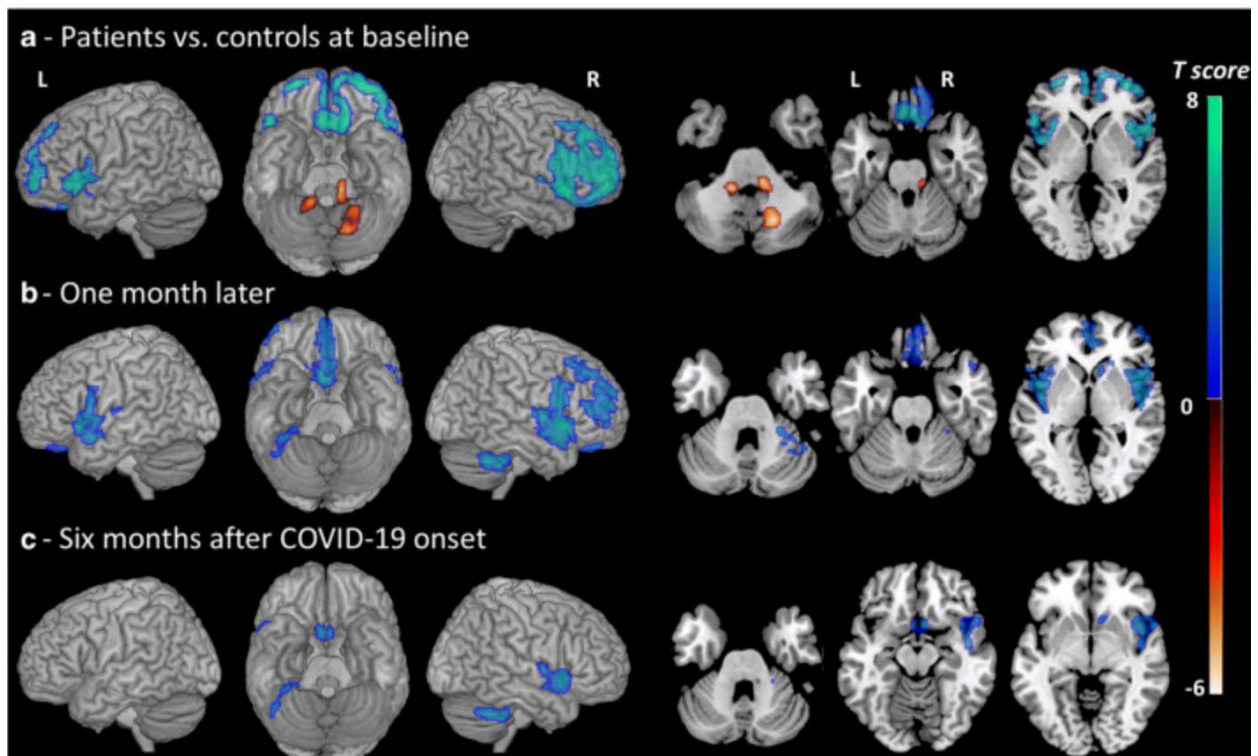 a - Patients vs. controls at baseline
L
R
L
R
T score
8
b - One month later
0
c - Six months after COVID-19 onset
-6